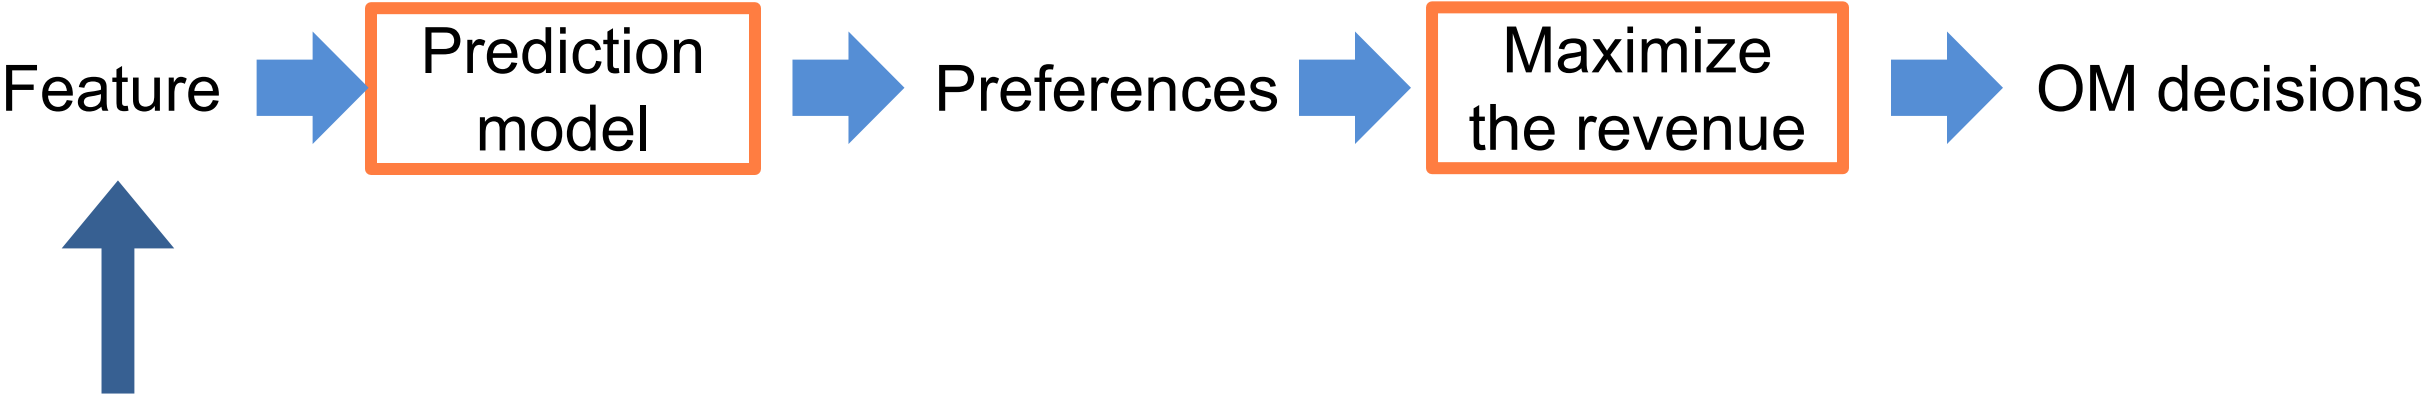 Feature
Prediction
model
Preferences
Maximize
the revenue
OM decisions